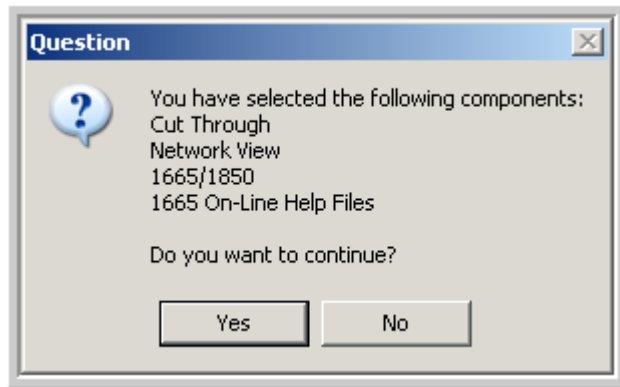 Question
You have selected the following components:
Cut Through
Network View
1665/1850
1665 On-Line Help Files
Do you want to continue?
Yes
No